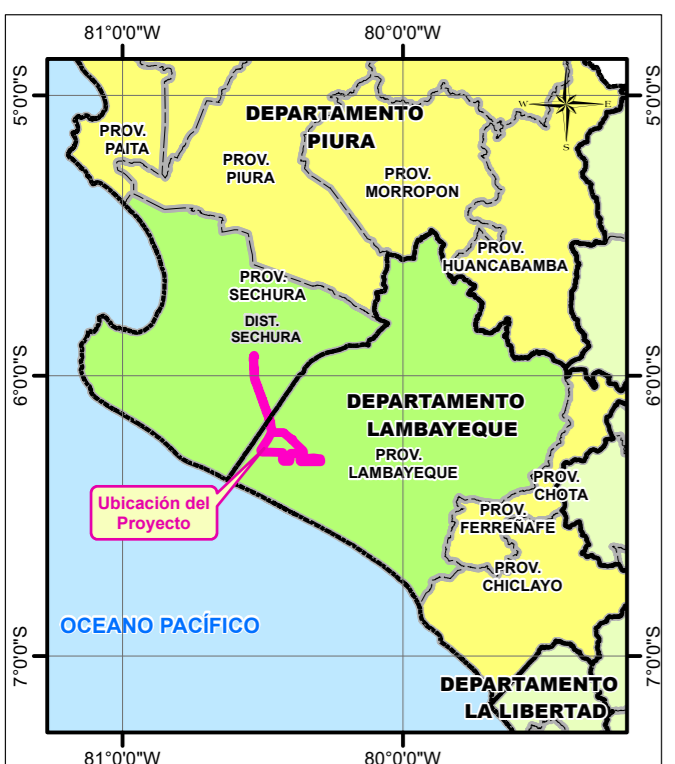 81°0'0"W
80°0'0"W
5°0'0"S
5°0'0"S
W
E
S
DEPARTAMENTO
PIURA
PROV.
PAITA
PROV.
PIURA
PROV.
MORROPON
PROV.
HUANCABAMBA
PROV.
SECHURA
DIST.
SECHURA
6°0'0"S
6°0'0"S
DEPARTAMENTO
LAMBAYEQUE
PROV.
LAMBAYEQUE
PROV.
CHOTA
Ubicación del
Proyecto
PROV.
FERREÑAFE
PROV.
CHICLAYO
OCEANO PACÍFICO
7°0'0"S
7°0'0"S
DEPARTAMENTO
LA LIBERTAD
81°0'0"W
80°0'0"W